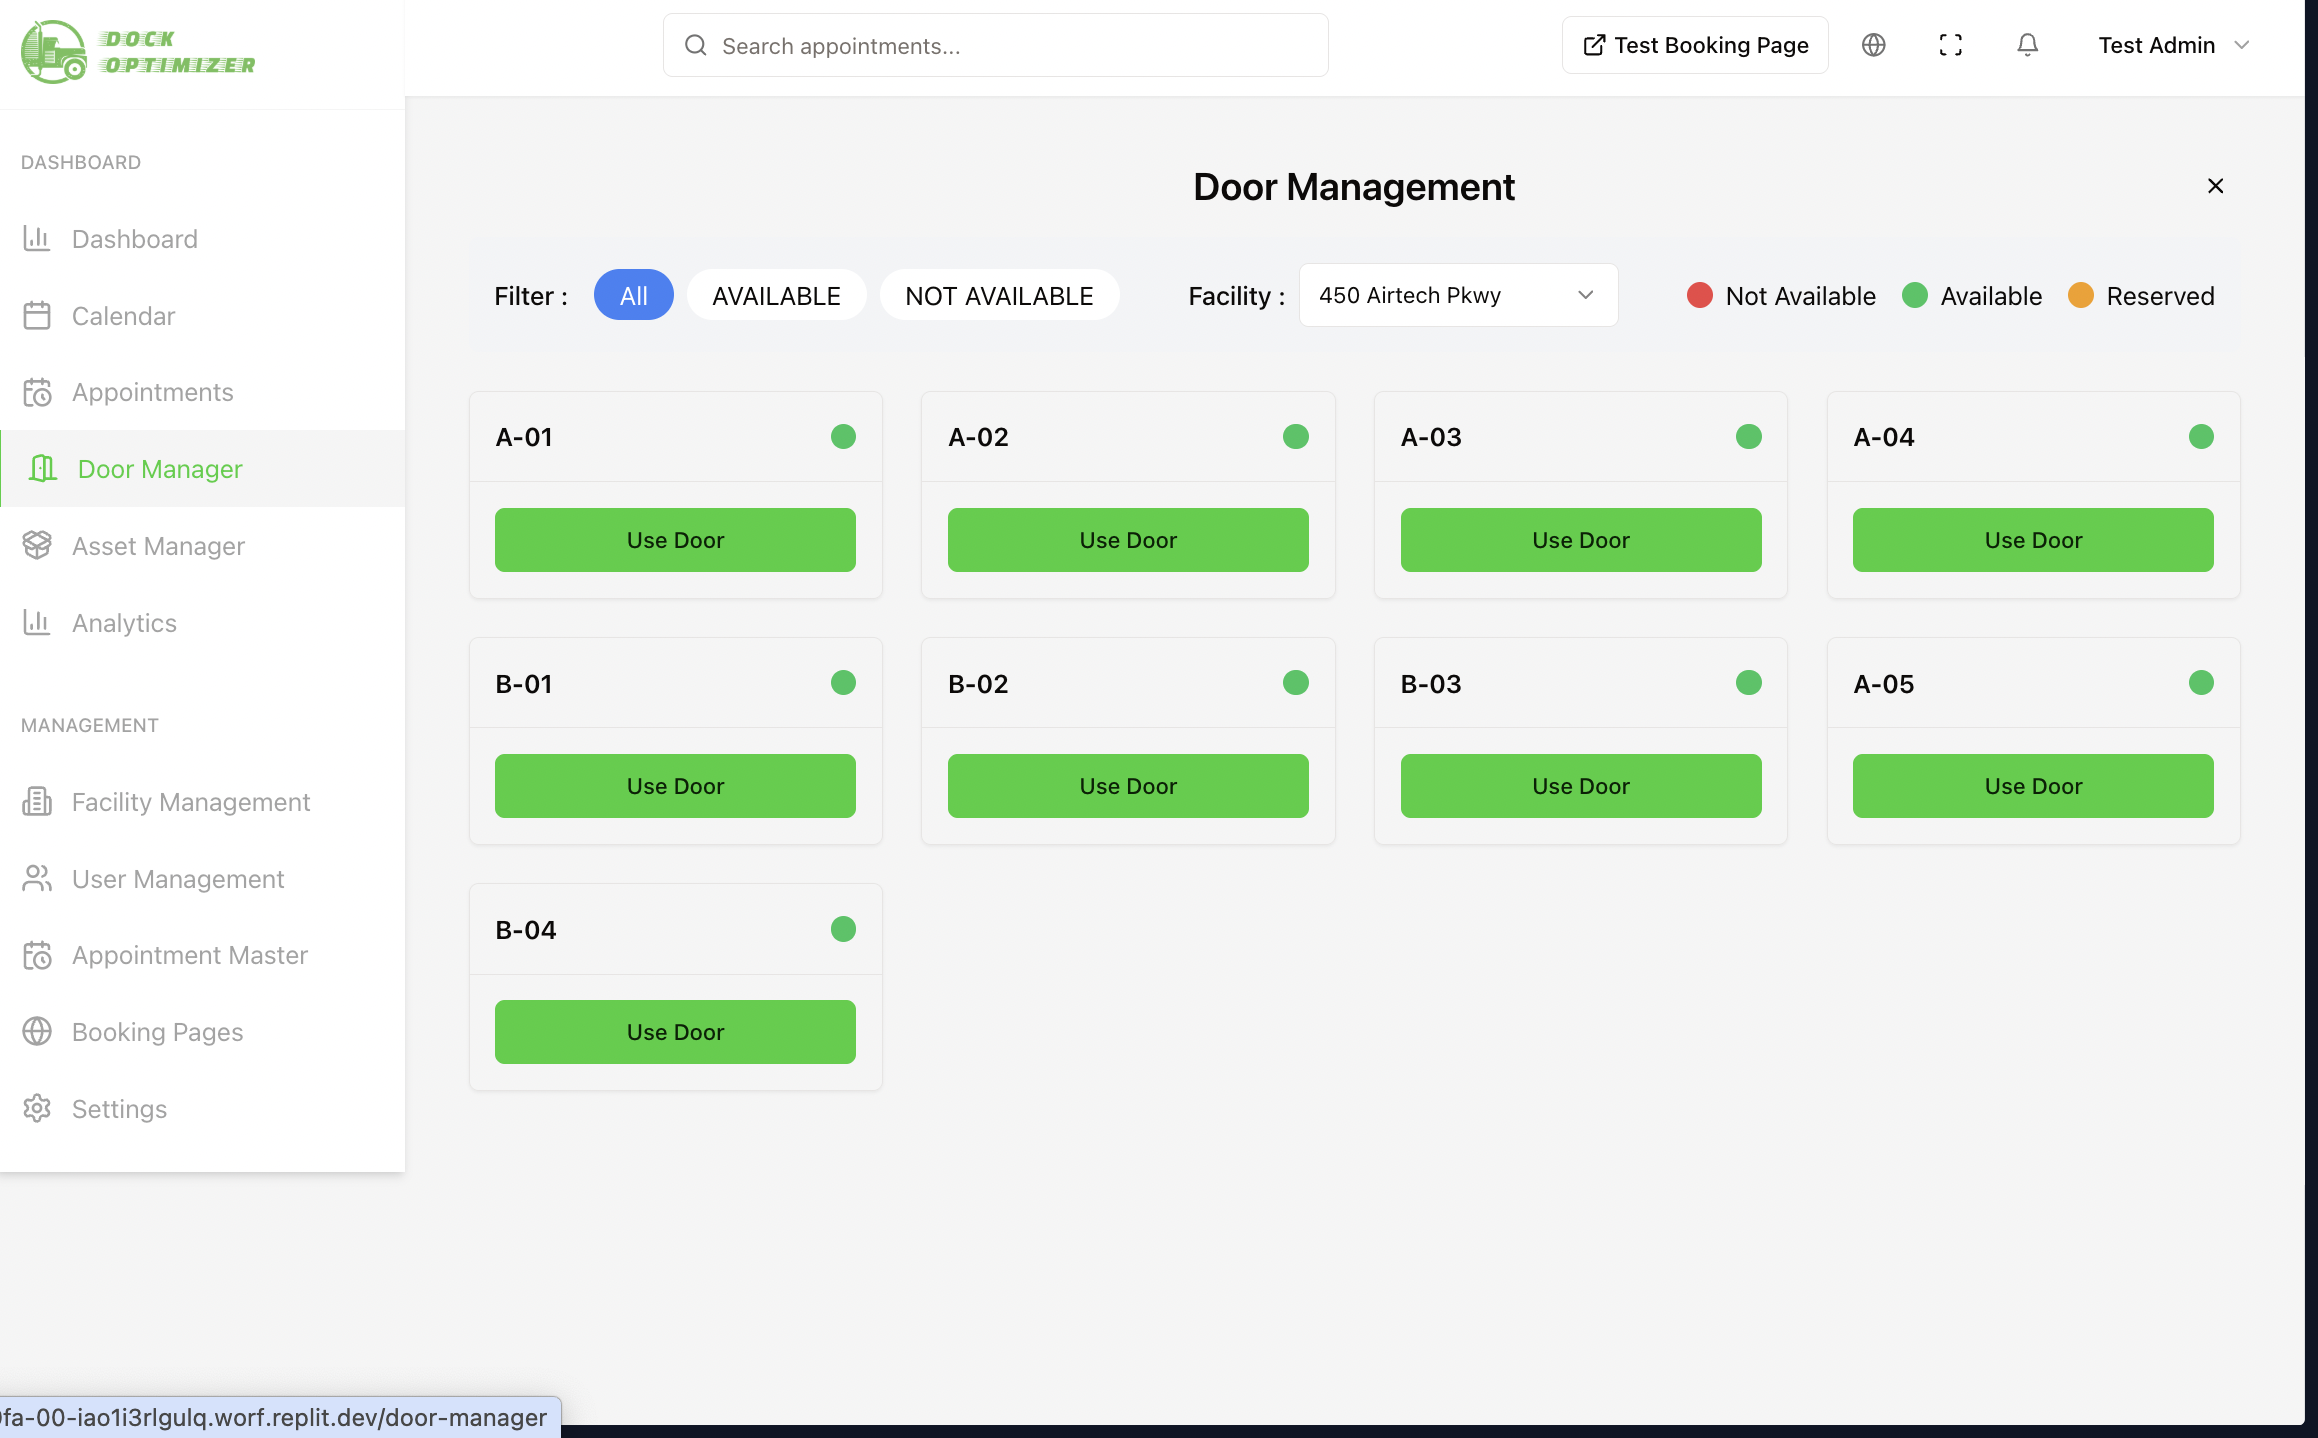 DOCK
OPTIMIZER
Search appointments...
Test Booking Page
Test Admin
DASHBOARD
Dashboard
Calendar
Appointments
Door Manager
Asset Manager
Analytics
MANAGEMENT
Facility Management
User Management
Appointment Master
Booking Pages
Settings
Door Management
Filter : All AVAILABLE NOT AVAILABLE Facility : 450 Airtech Pkwy Not Available Available Reserved
A-01 A-02 A-03 A-04
Use Door Use Door Use Door Use Door
B-01 B-02 B-03 A-05
Use Door Use Door Use Door Use Door
B-04
Use Door
fa-00-iao1i3rlgulq.worf.replit.dev/door-manager